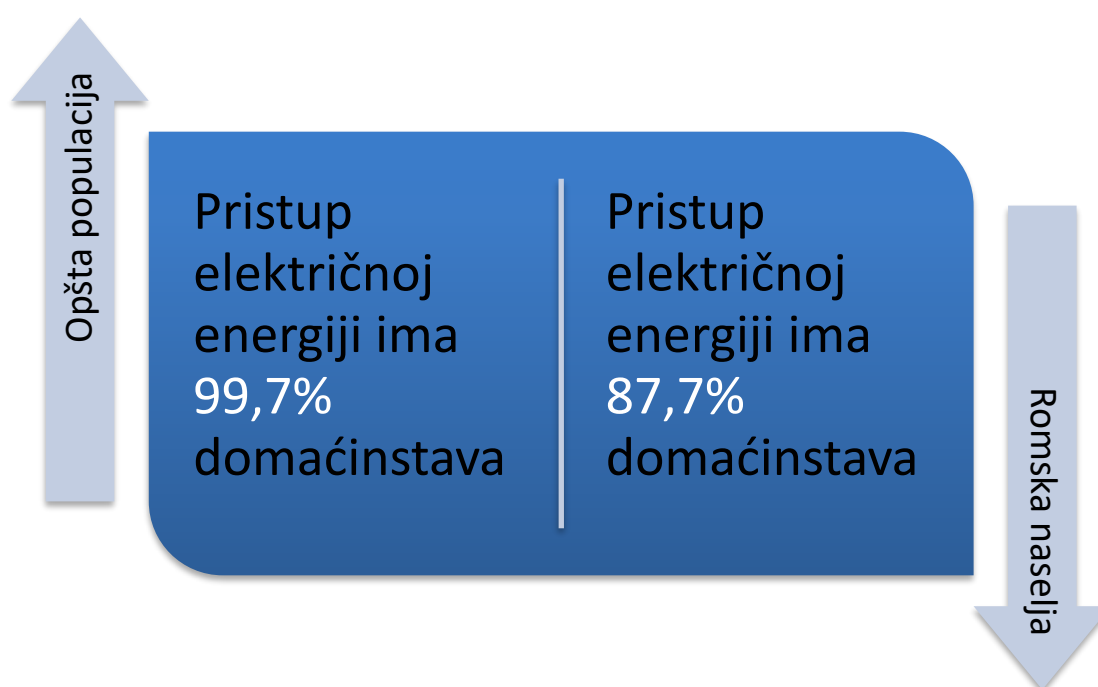 Opšta populacija
Pristup
električnoj
energiji ima
99,7%
domaćinstava
Pristup
električnoj
energiji ima
87,7%
domaćinstava
Romska naselja